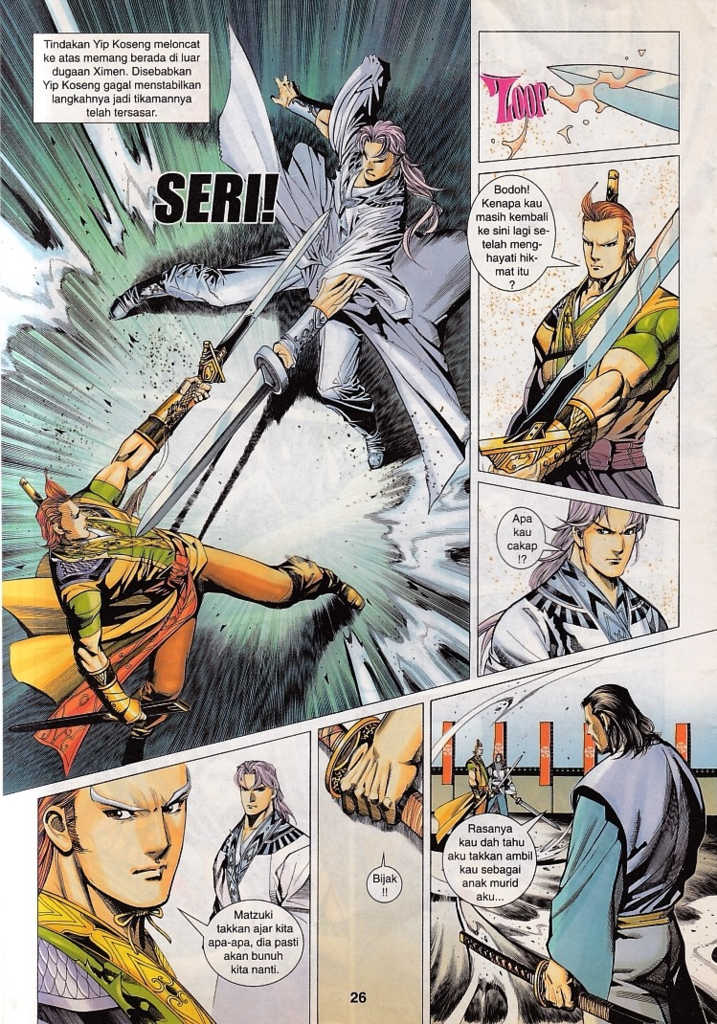 Tindakan Yip Koseng meloncat
ke atas memang berada di luar
dugaan Ximen. Disebabkan
Yip Koseng gagal menstabilkan
langkahnya jadi tikamannya
telah tersasar.
SERI!
ZOOP
Bodoh!
Kenapa kau
masih kembali
ke sini lagi se-
telah meng-
hayati hik-
mat itu
?
Apa
kau
cakap
!?
Matzuki
takkan ajar kita
apa-apa, dia pasti
akan bunuh
kita nanti.
Bijak
!!
Rasanya
kau dah tahu
aku takkan ambil
kau sebagai
anak murid
aku...
26